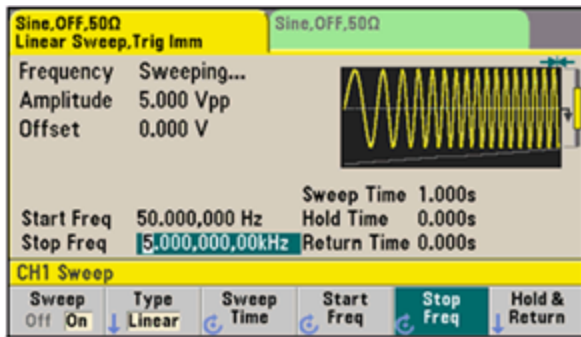 Sine,OFF,50Ω
Linear Sweep,Trig Imm
Sine,OFF,50Ω
Frequency Sweeping...
Amplitude 5.000 Vpp
Offset 0.000 V
Sweep Time 1.000s
Start Freq 50.000,000 Hz Hold Time 0.000s
Stop Freq 5.000,000,00kHz Return Time 0.000s
CH1 Sweep
Sweep Off On
Type Linear
Sweep Time
Start Freq
Stop Freq
Hold & Return